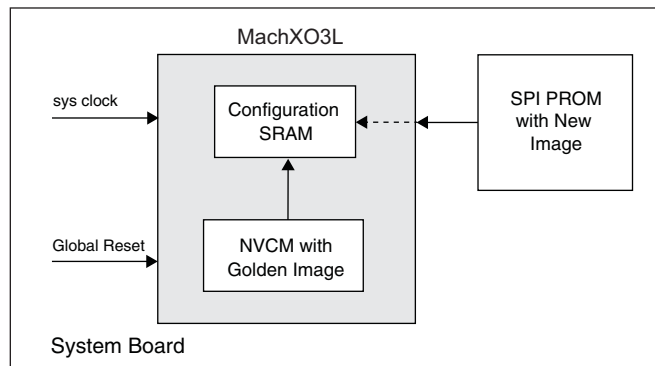 MachXO3L
sys clock
Configuration
SRAM
SPI PROM
with New
Image
Global Reset
NVCM with
Golden Image
System Board